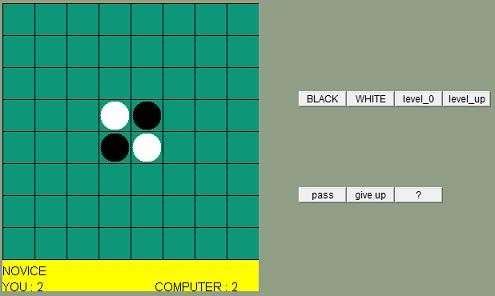 BLACK WHITE level_0 level_up
pass give up ?
NOVICE
YOU : 2 COMPUTER : 2